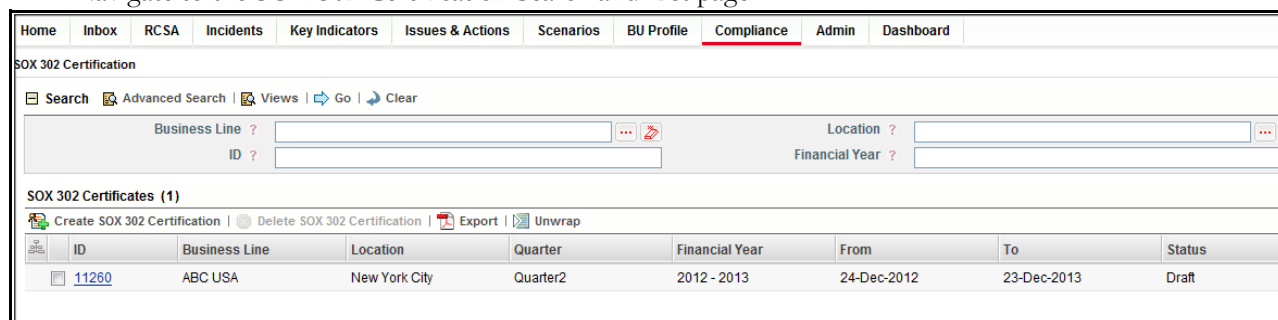 Home Inbox RCSA Incidents Key Indicators Issues & Actions Scenarios BU Profile Compliance Admin Dashboard
SOX 302 Certification
Search Advanced Search | Views | Go | Clear
Business Line ? ... Location ? ...
ID ? Financial Year ?
SOX 302 Certificates (1)
Create SOX 302 Certification | Delete SOX 302 Certification | Export | Unwrap
ID Business Line Location Quarter Financial Year From To Status
11260 ABC USA New York City Quarter2 2012 - 2013 24-Dec-2012 23-Dec-2013 Draft